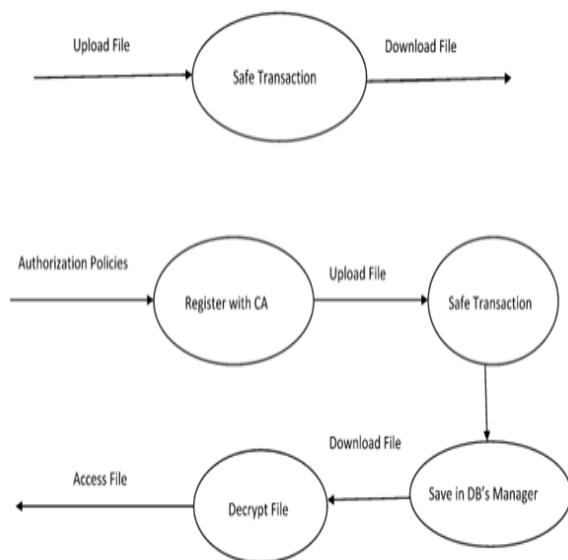 Upload File
Safe Transaction
Download File
Authorization Policies
Register with CA
Upload File
Safe Transaction
Save in DB's Manager
Download File
Decrypt File
Access File